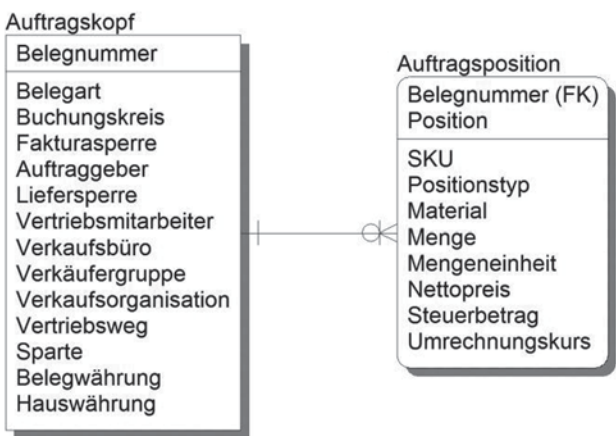 Auftragskopf
Belegnummer
Belegart
Buchungskreis
Fakturasperre
Auftraggeber
Liefersperre
Vertriebsmitarbeiter
Verkaufsbüro
Verkäufergruppe
Verkaufsorganisation
Vertriebsweg
Sparte
Belegwährung
Hauswährung
Auftragsposition
Belegnummer (FK)
Position
SKU
Positionstyp
Material
Menge
Mengeneinheit
Nettopreis
Steuerbetrag
Umrechnungskurs